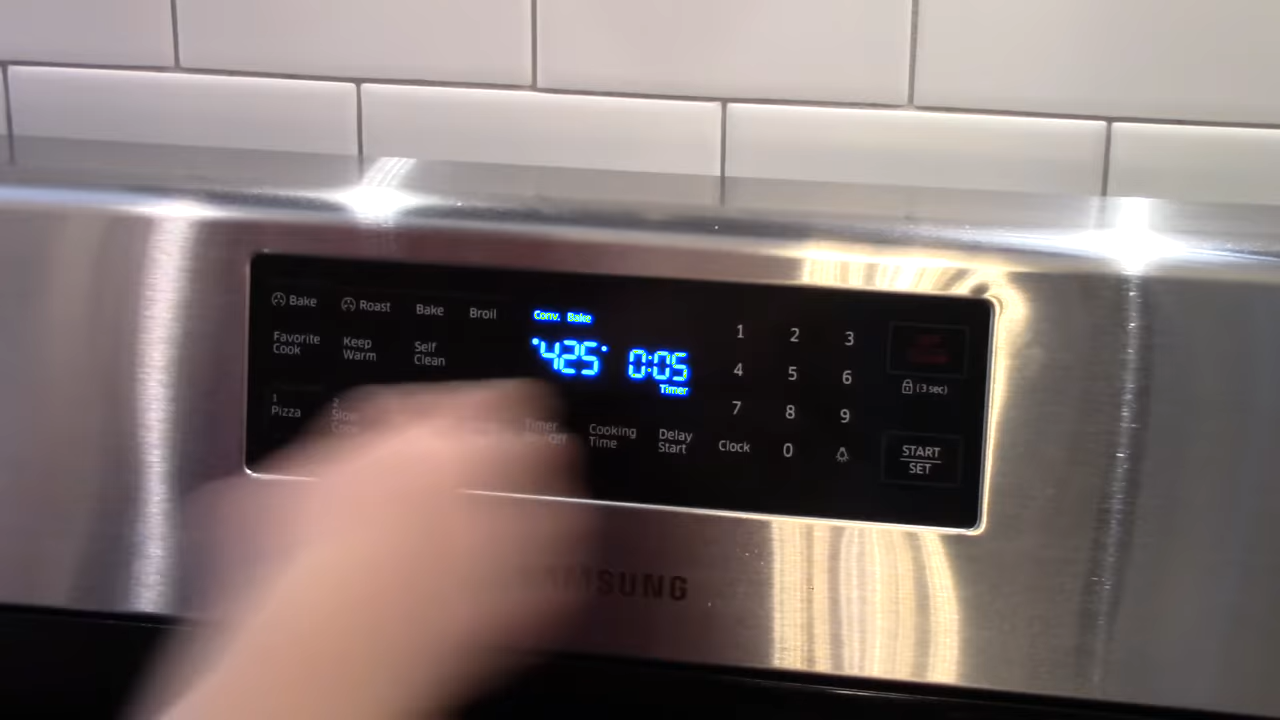 Bake Roast Bake Broil
Favorite Cook
Keep Warm
Self Clean
1 Pizza
2
Conv. Bake
425 0:05
Timer
Timer
Cooking Time
Delay Start
Clock
1 2 3
4 5 6
7 8 9
0
(3 sec)
START
SET
SUNG